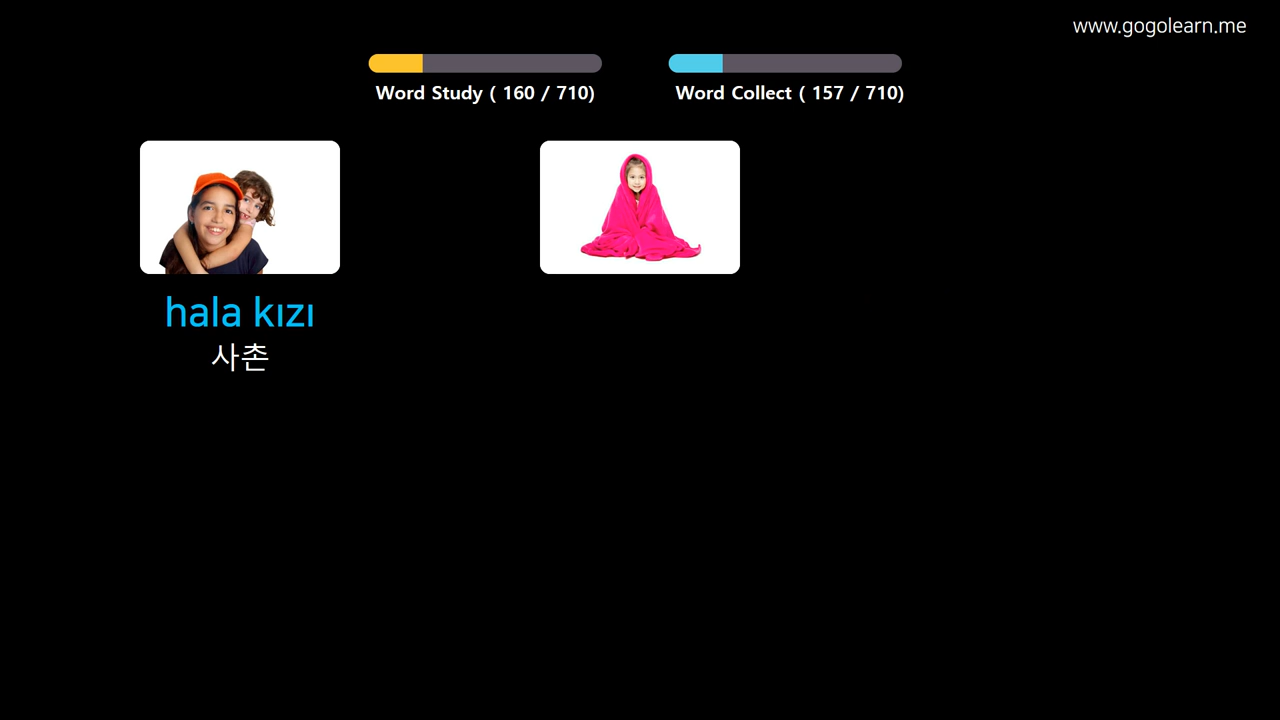 www.gogolearn.me
Word Study ( 160 / 710)
Word Collect ( 157 / 710)
hala kızı
사촌